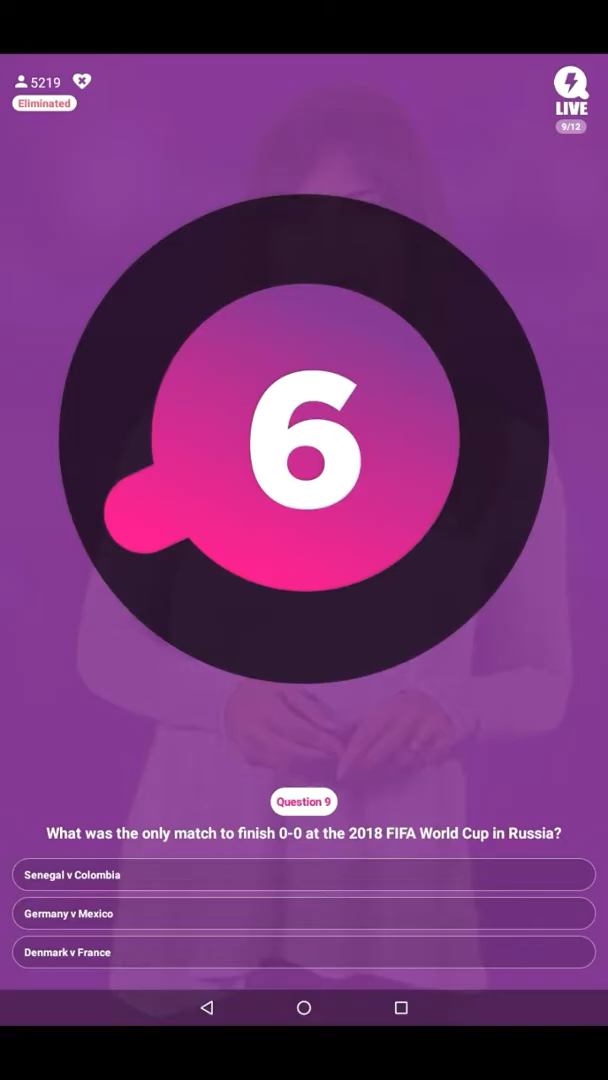 5219
Eliminated
LIVE
9/12
6
Question 9
What was the only match to finish 0-0 at the 2018 FIFA World Cup in Russia?
Senegal v Colombia
Germany v Mexico
Denmark v France